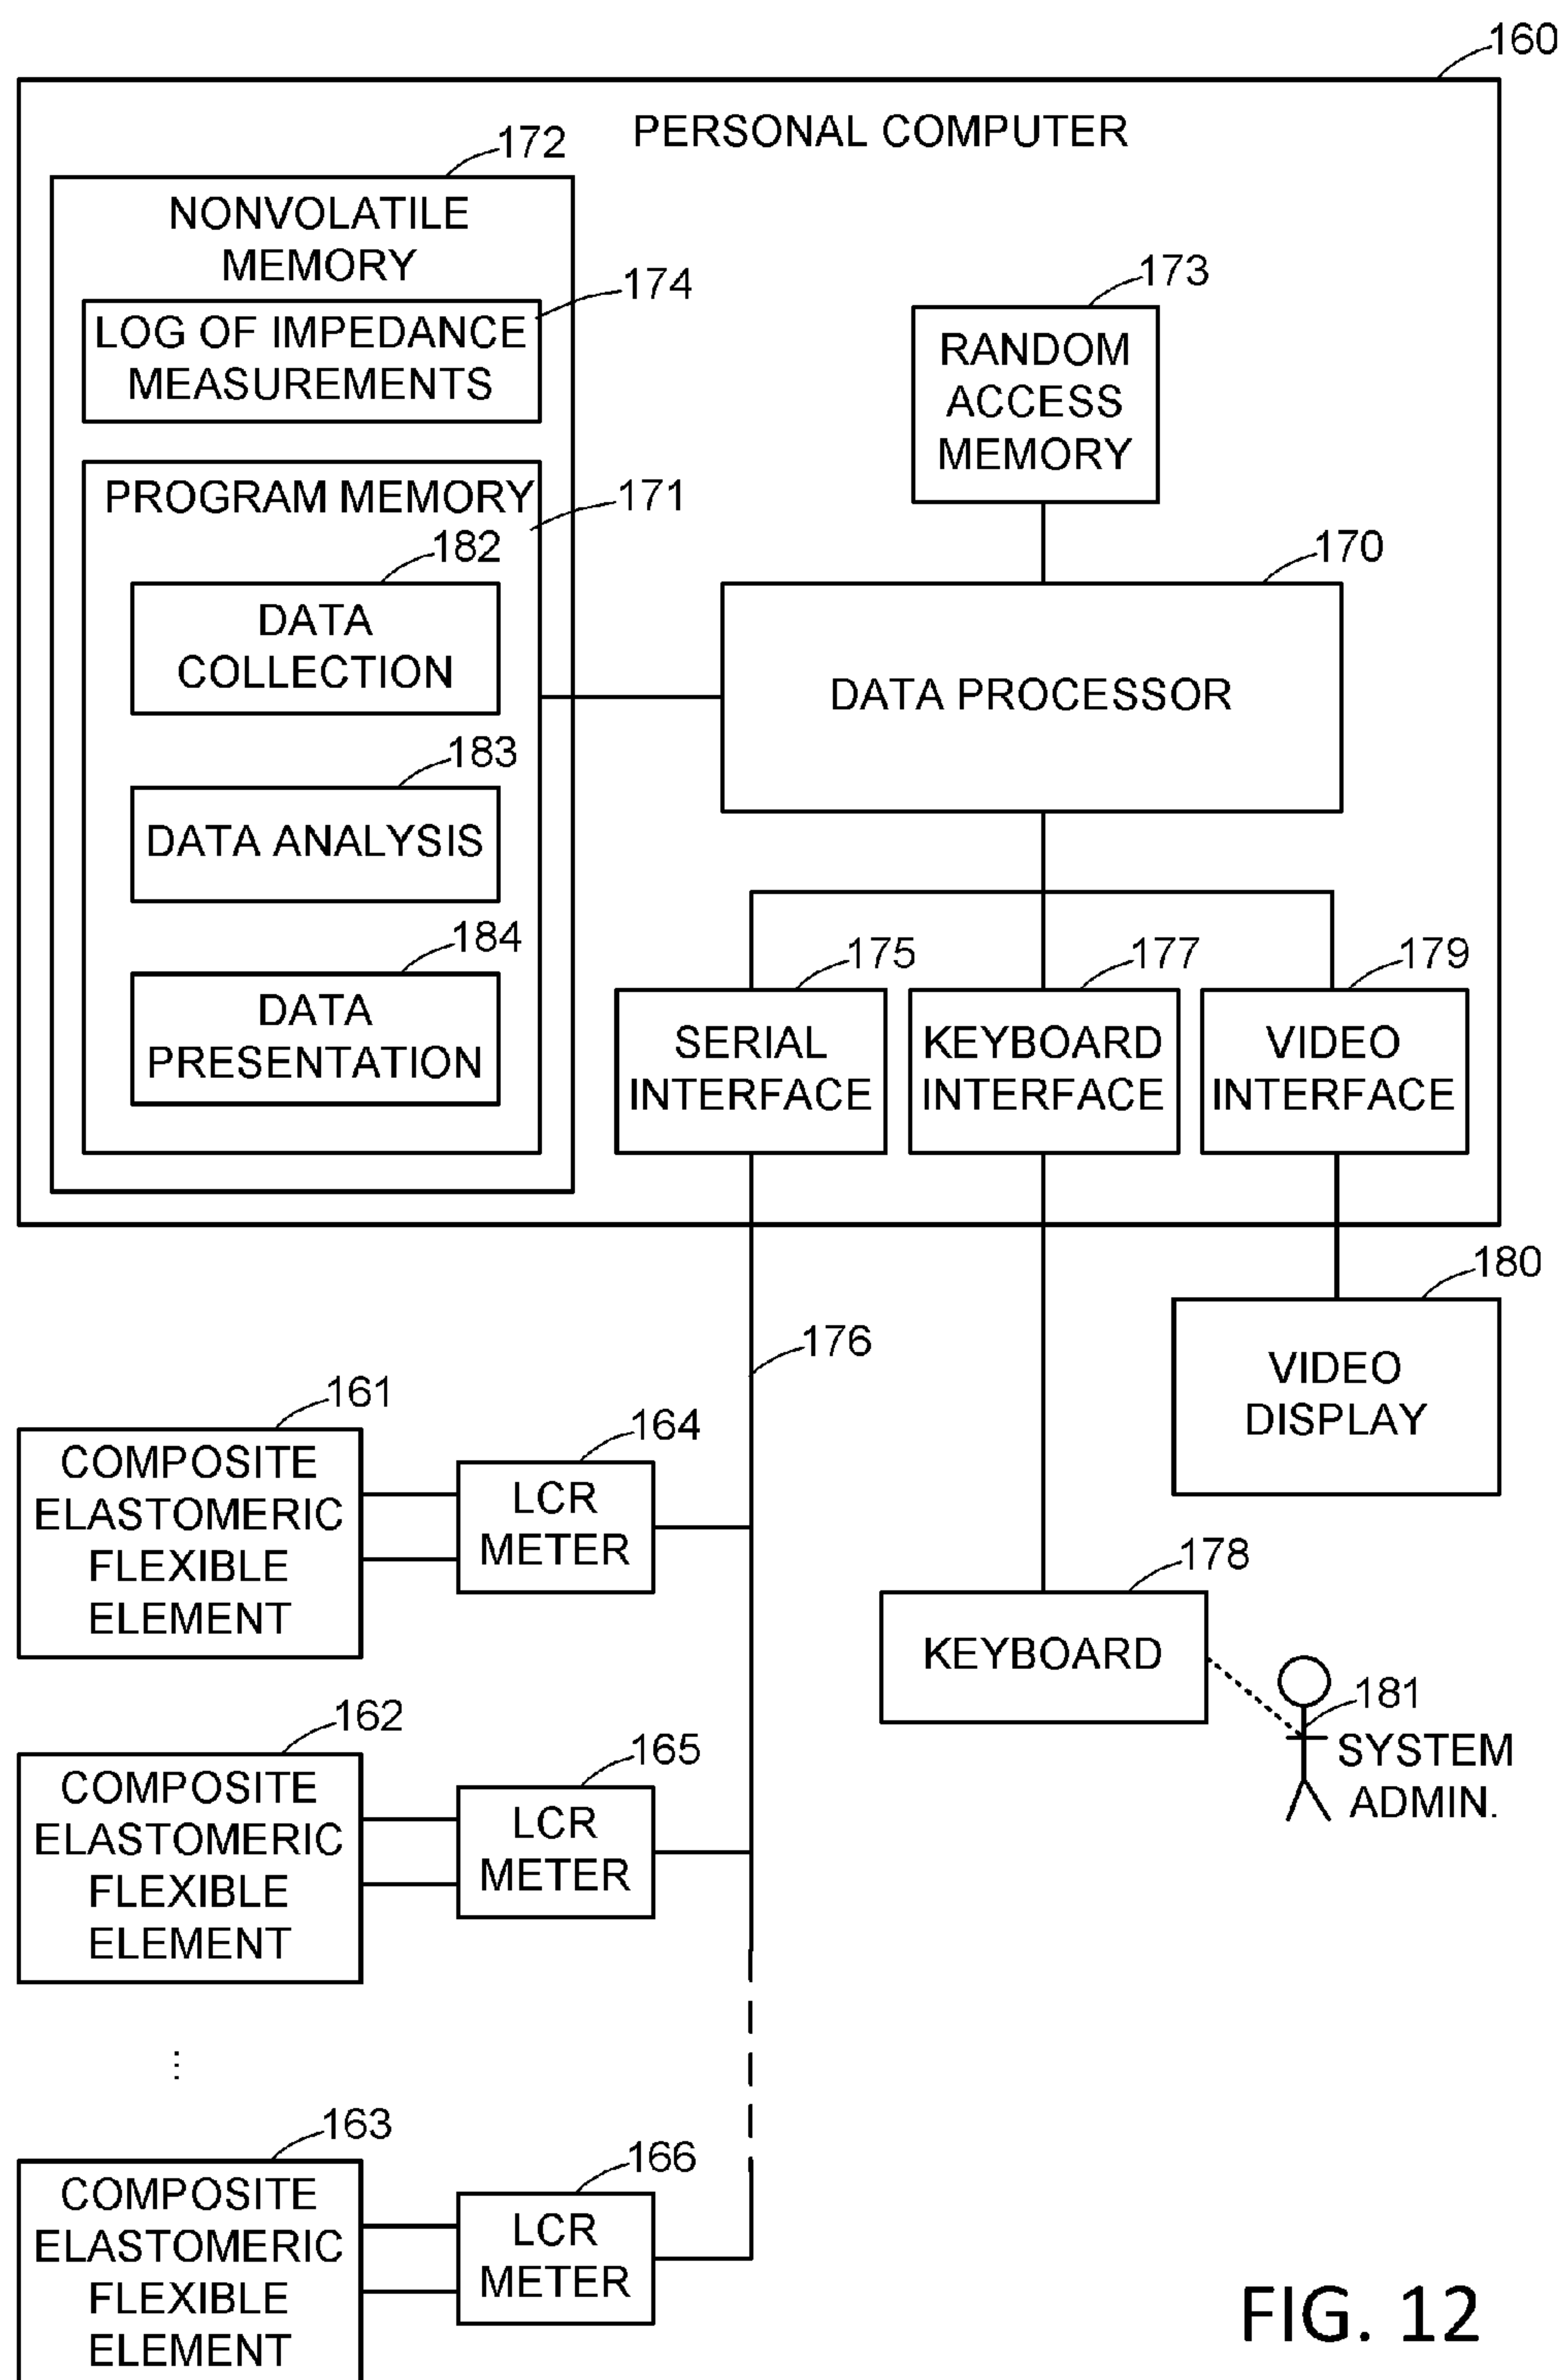 160
PERSONAL COMPUTER
172
NONVOLATILE
MEMORY
174
LOG OF IMPEDANCE
MEASUREMENTS
PROGRAM MEMORY
171
182
DATA
COLLECTION
183
DATA ANALYSIS
184
DATA
PRESENTATION
173
RANDOM
ACCESS
MEMORY
170
DATA PROCESSOR
175
SERIAL
INTERFACE
177
KEYBOARD
INTERFACE
179
VIDEO
INTERFACE
180
VIDEO
DISPLAY
176
161
COMPOSITE
ELASTOMERIC
FLEXIBLE
ELEMENT
164
LCR
METER
178
KEYBOARD
181
SYSTEM
ADMIN.
162
COMPOSITE
ELASTOMERIC
FLEXIBLE
ELEMENT
165
LCR
METER
...
163
COMPOSITE
ELASTOMERIC
FLEXIBLE
ELEMENT
166
LCR
METER
FIG. 12